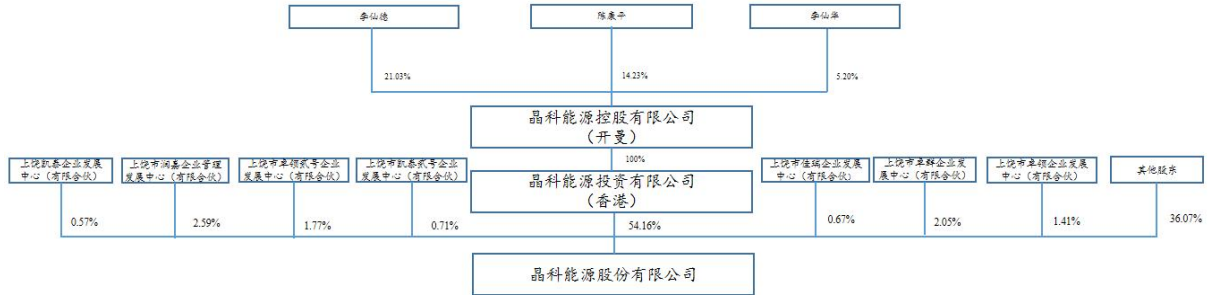 李仙德
陈康平
李仙华
21.03%
14.23%
5.20%
晶科能源控股有限公司
（开曼）
100%
上饶凯泰企业发展
中心（有限合伙）
上饶市润嘉企业管理
发展中心（有限合伙）
上饶市卓领贰号企业
发展中心（有限合伙）
上饶市凯泰贰号企业
发展中心（有限合伙）
晶科能源投资有限公司
（香港）
上饶市佳瑞企业发展
中心（有限合伙）
上饶市卓群企业发
展中心（有限合伙）
上饶市卓领企业发
展中心（有限合伙）
其他股东
0.57%
2.59%
1.77%
0.71%
54.16%
0.67%
2.05%
1.41%
36.07%
晶科能源股份有限公司